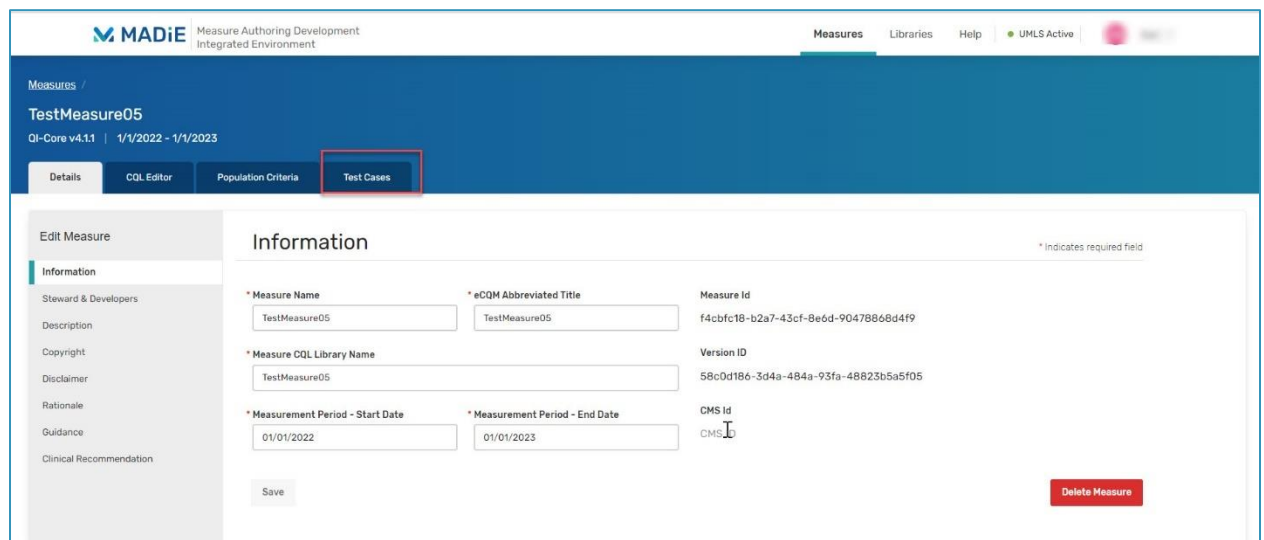 MADiE
Measure Authoring Development
Integrated Environment
Measures Libraries Help UMLS Active
Measures /
TestMeasure05
QI-Core v4.1.1 | 1/1/2022 - 1/1/2023
Details CQL Editor Population Criteria Test Cases
Edit Measure
Information
Steward & Developers
Description
Copyright
Disclaimer
Rationale
Guidance
Clinical Recommendation
Information
* Indicates required field
* Measure Name
TestMeasure05
* eCQM Abbreviated Title
TestMeasure05
Measure Id
f4cbfc18-b2a7-43cf-8e6d-90478868d4f9
* Measure CQL Library Name
TestMeasure05
Version ID
58c0d186-3d4a-484a-93fa-48823b5a5f05
* Measurement Period - Start Date
01/01/2022
* Measurement Period - End Date
01/01/2023
CMS Id
CMS ID
Save
Delete Measure